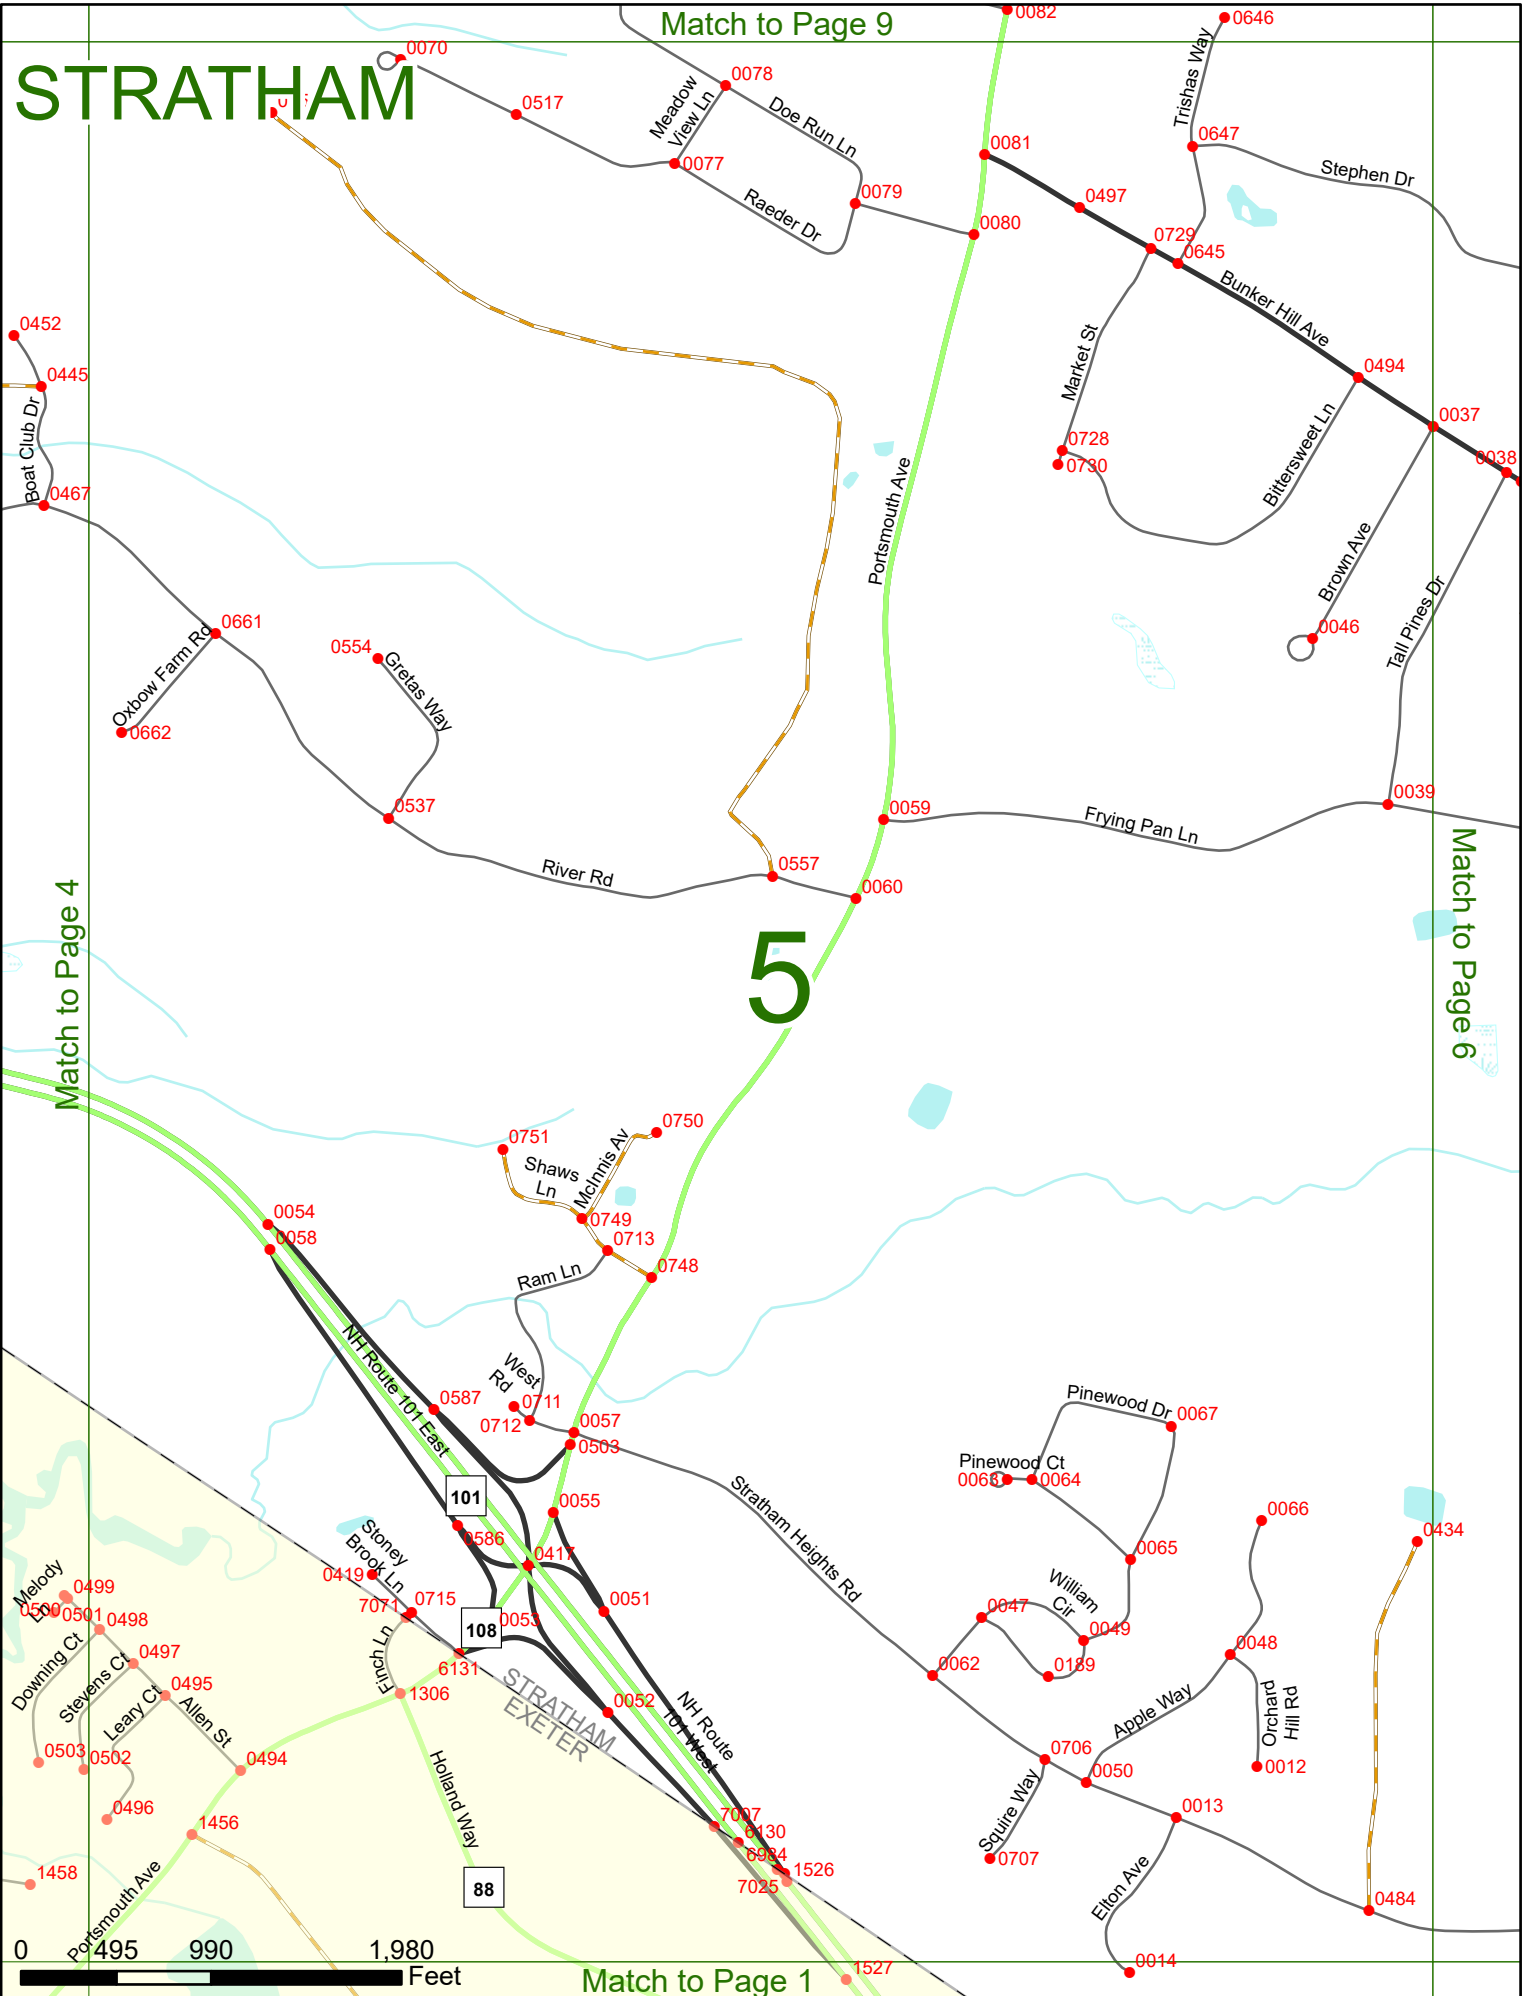 Match to Page 9
0082
0646
0070
STRATHAM
0078
0517
Meadow
View Ln
Doe Run Ln
Trishas Way
0081
0647
0077
Stephen Dr
0079
0497
Raeder Dr
0080
0729
0645
Bunker Hill Ave
0452
0445
Market St
0494
Boat Club Dr
0037
Bittersweet Ln
0728
0730
0038
Portsmouth Ave
0467
Brown Ave
Tall Pines Dr
0661
0046
0554
Gretas Way
Oxbow Farm Rd
0662
0537
0059
Frying Pan Ln
0039
River Rd
0557
0060
Match to Page 4
5
Match to Page 6
0750
0751
Shaws
Ln
McInnis Av
0749
0054
0058
0713
0748
Ram Ln
NH Route 101 East
West
Rd
0587
0711
0712
0057
0503
Pinewood Dr
0067
Pinewood Ct
0063
0064
101
Stratham Heights Rd
0055
0066
0586
0434
Stoney
Brook Ln
0417
0065
0419
Melody
Ln
0499
0500
0501
0498
7071
0715
0051
William
Cir
0047
108
0053
0049
Downing Ct
Finch Ln
0497
6131
0048
Stevens Ct
0062
0189
0495
Leary Ct
Allen St
1306
STRATHAM
EXETER
0052
NH Route
101 West
Apple Way
Orchard
Hill Rd
0503
0502
0494
Holland Way
0706
0050
0012
0496
Squire Way
0013
1456
7007
6130
0707
6984
1526
7025
1458
88
Elton Ave
0484
Portsmouth Ave
0014
1527
0 495 990 1,980
Feet
Match to Page 1